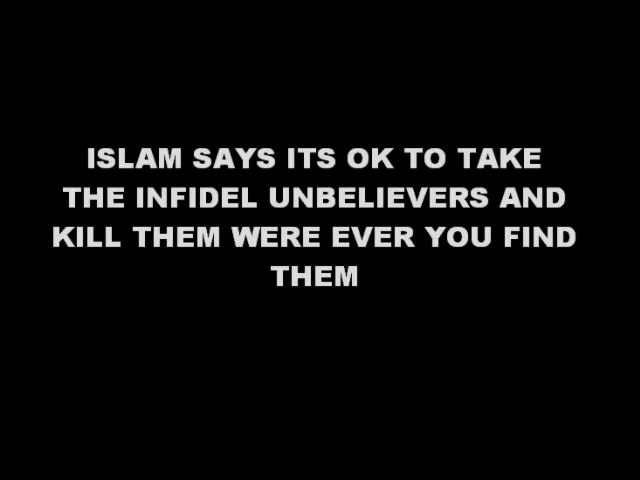 ISLAM SAYS ITS OK TO TAKE
THE INFIDEL UNBELIEVERS AND
KILL THEM WERE EVER YOU FIND
THEM